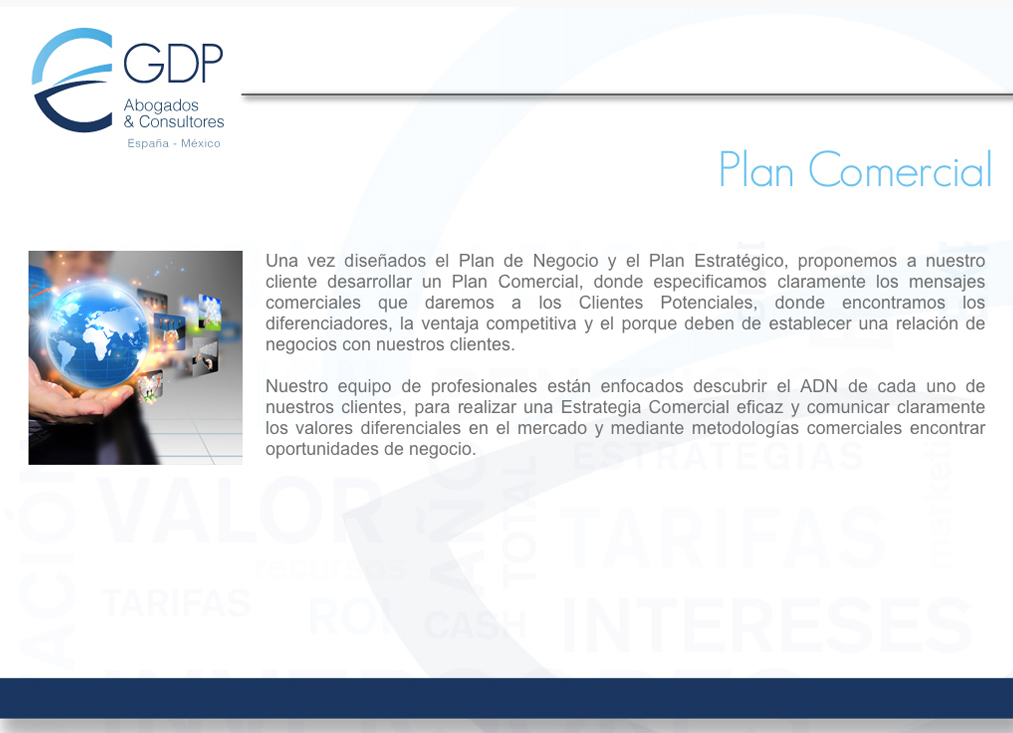 GDP
Abogados
& Consultores
España - México
Plan Comercial
Una vez diseñados el Plan de Negocio y el Plan Estratégico, proponemos a nuestro
cliente desarrollar un Plan Comercial, donde especificamos claramente los mensajes
comerciales que daremos a los Clientes Potenciales, donde encontramos los
diferenciadores, la ventaja competitiva y el porque deben de establecer una relación de
negocios con nuestros clientes.
Nuestro equipo de profesionales están enfocados descubrir el ADN de cada uno de
nuestros clientes, para realizar una Estrategia Comercial eficaz y comunicar claramente
los valores diferenciales en el mercado y mediante metodologías comerciales encontrar
oportunidades de negocio.
ESTRATEGIAS
VALOR
TOTAL
TARIFAS
recursos
TARIFAS
ROI
CASH
INTERESES